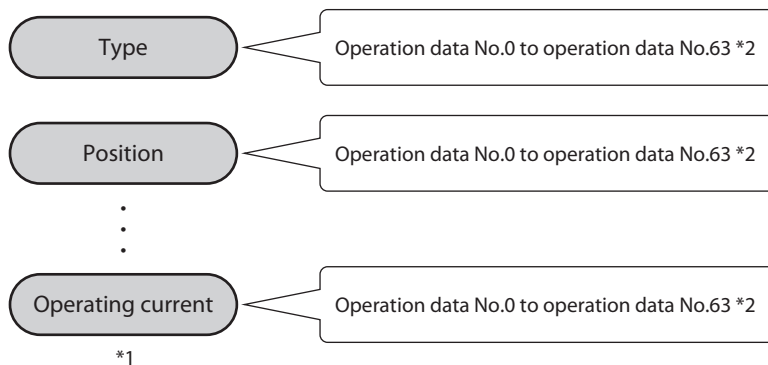 Type
Operation data No.0 to operation data No.63 *2
Position
Operation data No.0 to operation data No.63 *2
Operating current
Operation data No.0 to operation data No.63 *2
*1